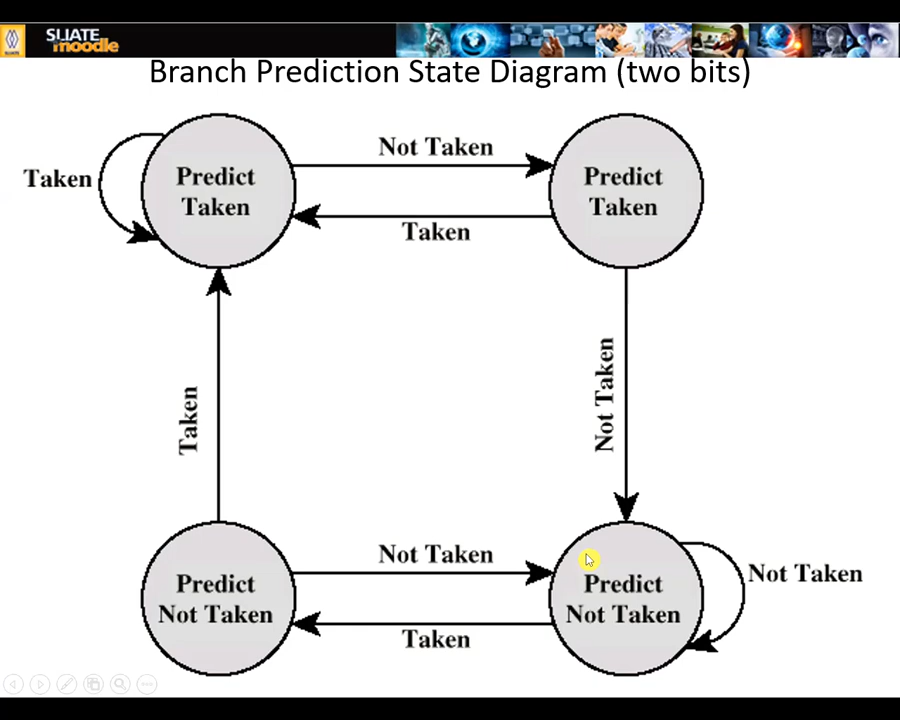 SLIATE
moodle
Branch Prediction State Diagram (two bits)
Not Taken
Taken
Predict
Taken
Predict
Taken
Taken
Taken
Not Taken
Not Taken
Predict
Not Taken
Predict
Not Taken
Not Taken
Taken